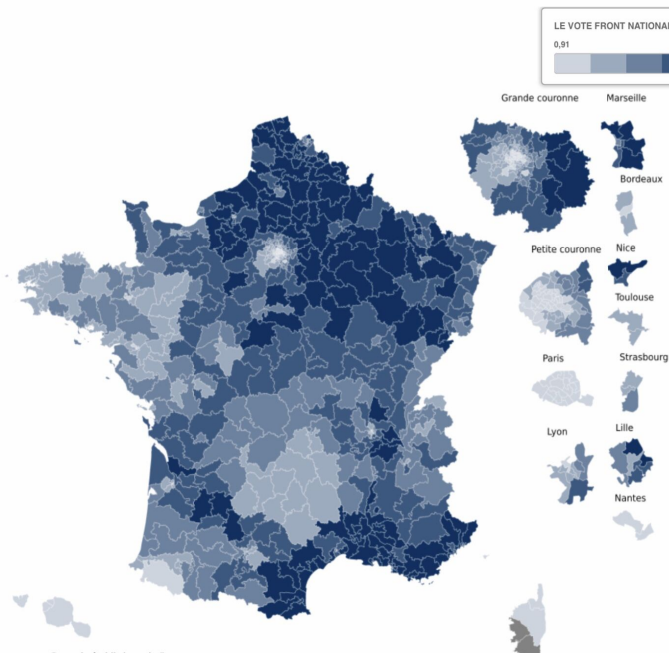 LE VOTE FRONT NATIONAL
0,91
Grande couronne
Marseille
Bordeaux
Petite couronne
Nice
Toulouse
Paris
Strasbourg
Lyon
Lille
Nantes